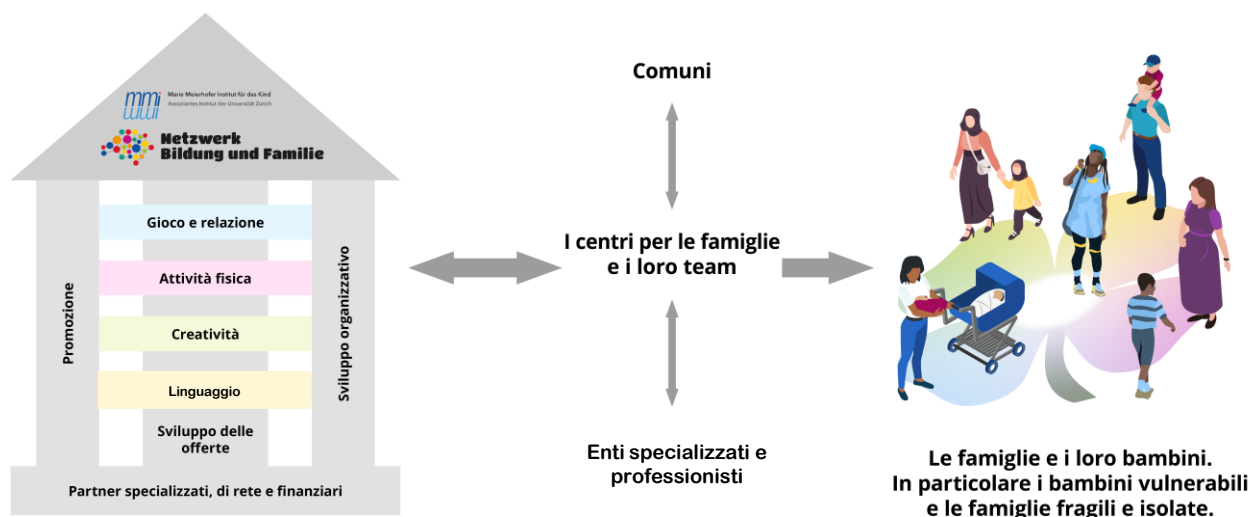 mmi
Marie Meierhofer Institut für das Kind
Assoziiertes Institut der Universität Zürich
Netzwerk
Bildung und Familie
Promozione
Gioco e relazione
Attività fisica
Creatività
Linguaggio
Sviluppo delle
offerte
Sviluppo organizzativo
Partner specializzati, di rete e finanziari
Comuni
I centri per le famiglie
e i loro team
Enti specializzati e
professionisti
Le famiglie e i loro bambini.
In particolare i bambini vulnerabili
e le famiglie fragili e isolate.